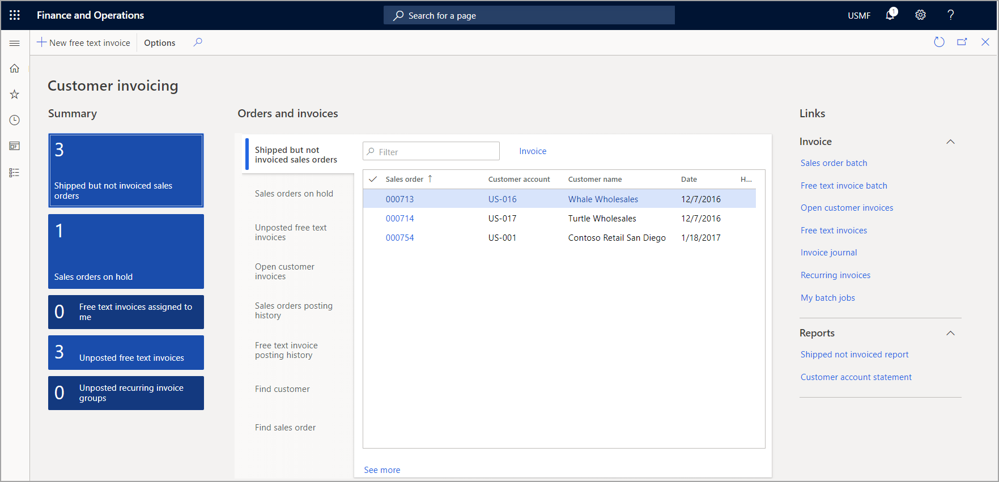 Finance and Operations
Search for a page
USMF
1
?
New free text invoice
Options
Customer invoicing
Summary
3
Shipped but not invoiced sales
orders
1
Sales orders on hold
0
Free text invoices assigned to
me
3
Unposted free text invoices
0
Unposted recurring invoice
groups
Orders and invoices
Shipped but not
invoiced sales orders
Sales orders on hold
Unposted free text
invoices
Open customer
invoices
Sales orders posting
history
Free text invoice
posting history
Find customer
Find sales order
Filter
Invoice
Sales order ↑ Customer account Customer name Date H...
000713 US-016 Whale Wholesales 12/7/2016
000714 US-017 Turtle Wholesales 12/7/2016
000754 US-001 Contoso Retail San Diego 1/18/2017
See more
Links
Invoice
Sales order batch
Free text invoice batch
Open customer invoices
Free text invoices
Invoice journal
Recurring invoices
My batch jobs
Reports
Shipped not invoiced report
Customer account statement